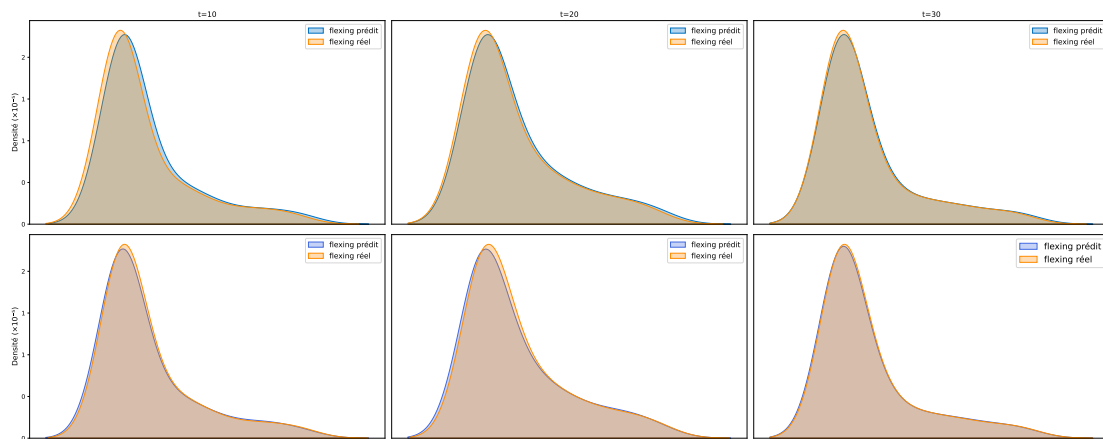 t=10
t=20
t=30
flexing prédit
flexing réel
flexing prédit
flexing réel
flexing prédit
flexing réel
Densité (×10⁻⁵)
2
1
1
0
0
flexing prédit
flexing réel
flexing prédit
flexing réel
flexing prédit
flexing réel
Densité (×10⁻⁵)
2
1
1
0
0